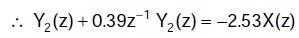 ∴ Y₂(z) + 0.39z⁻¹ Y₂(z) = −2.53X(z)